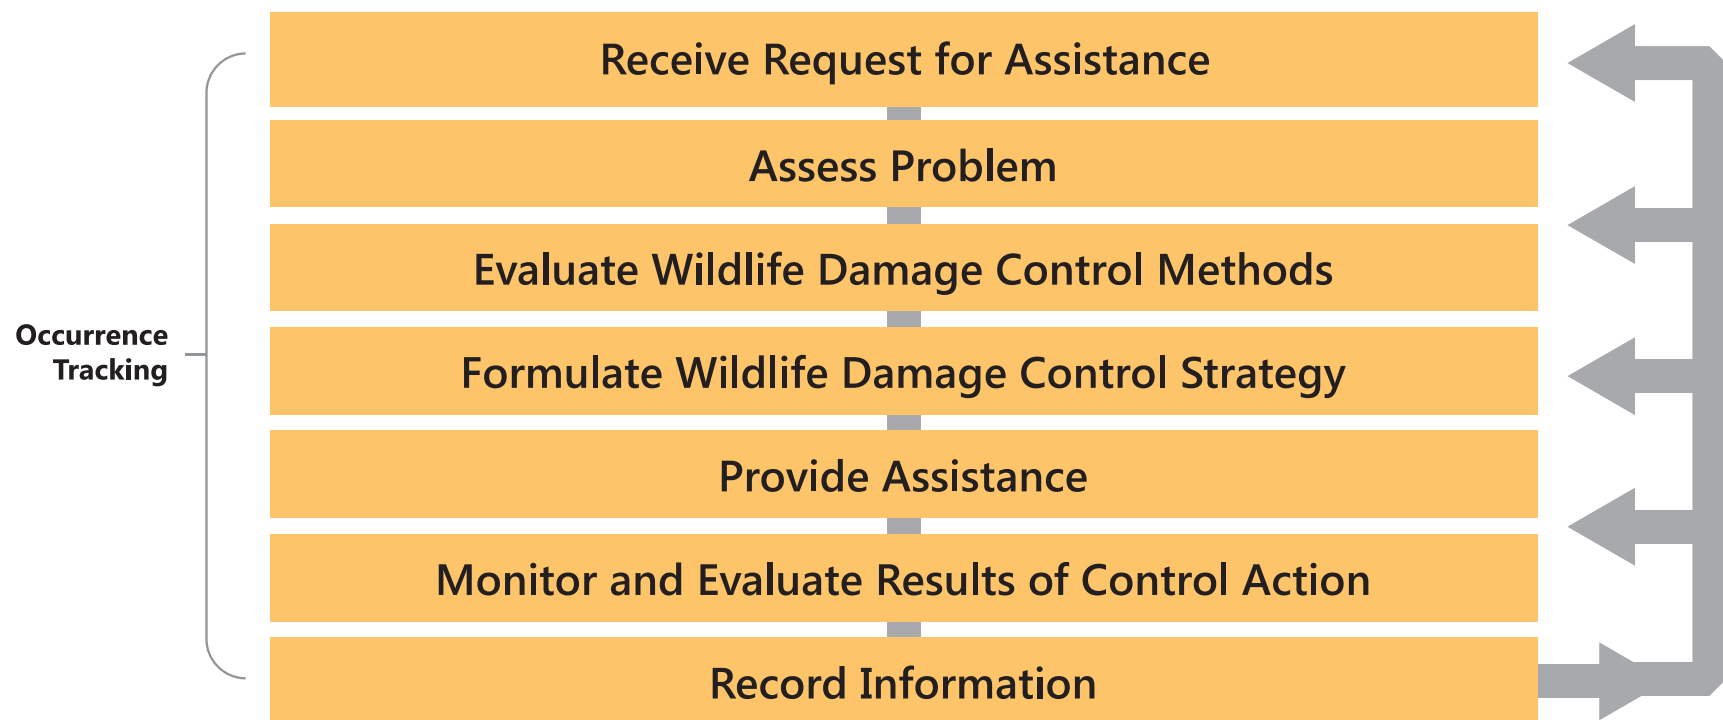 Receive Request for Assistance
Assess Problem
Evaluate Wildlife Damage Control Methods
Occurrence
Tracking
Formulate Wildlife Damage Control Strategy
Provide Assistance
Monitor and Evaluate Results of Control Action
Record Information